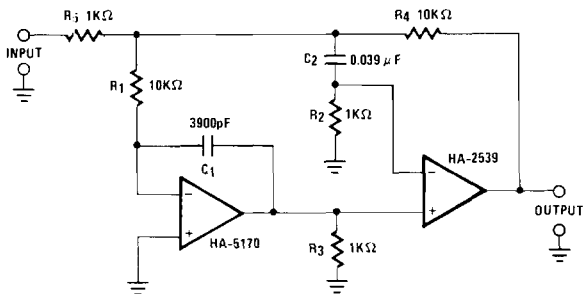 R5 1KΩ
R4 10KΩ
INPUT
C2 0.039 μF
R1 10KΩ
R2 1KΩ
3900pF
C1
HA-2539
HA-5170
R3 1KΩ
OUTPUT
−
+
−
+